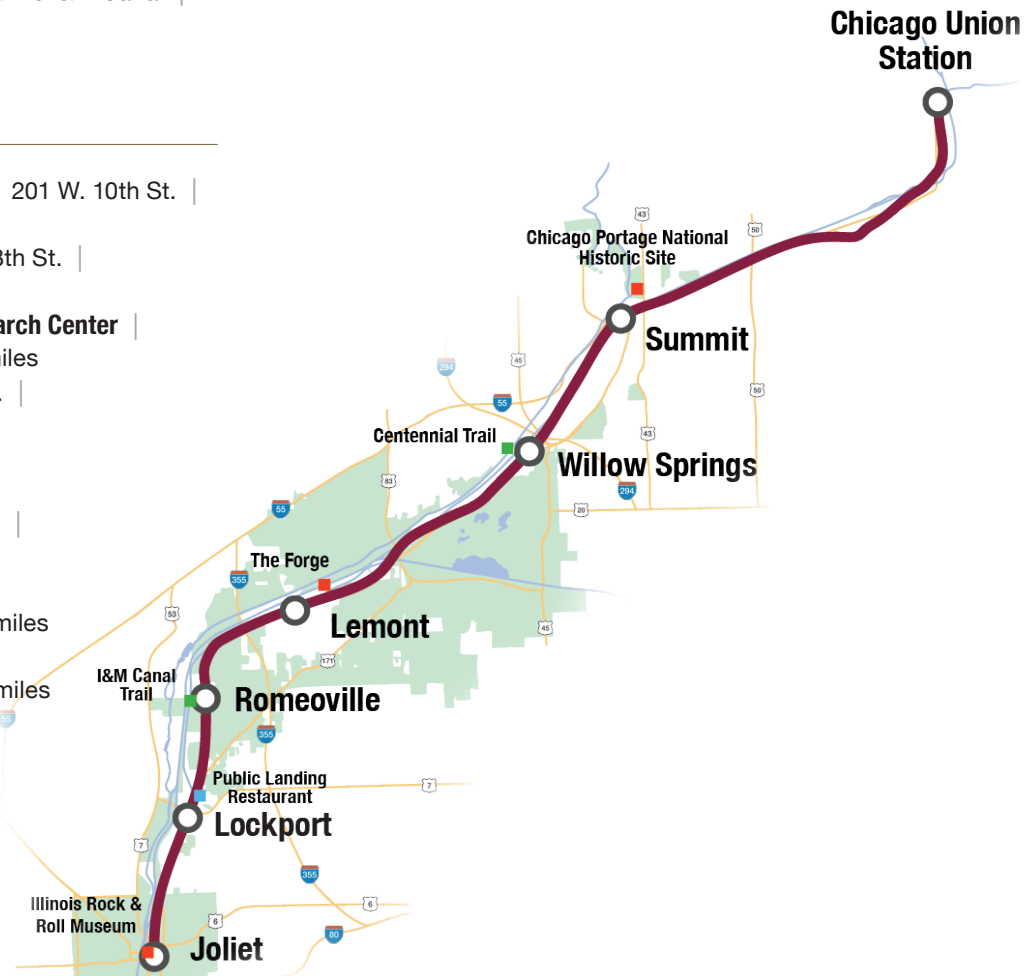 Chicago Union
Station
201 W. 10th St. |
th St. |
43
50
Chicago Portage National
Historic Site
arch Center |
iles
Summit
45
294
|
50
55
Centennial Trail
43
Willow Springs
83
294
55
20
|
The Forge
355
53
miles
Lemont
45
171
I&M Canal
Trail
miles
Romeoville
55
355
Public Landing
Restaurant
7
Lockport
7
355
Illinois Rock &
Roll Museum
6
6
80
Joliet